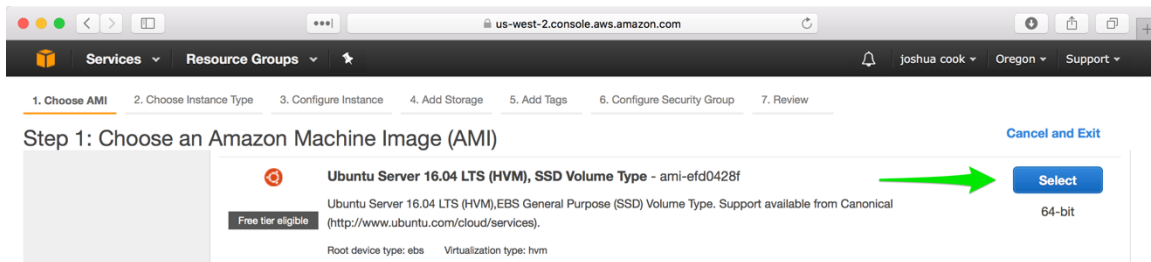 us-west-2.console.aws.amazon.com
Services Resource Groups joshua cook Oregon Support
1. Choose AMI 2. Choose Instance Type 3. Configure Instance 4. Add Storage 5. Add Tags 6. Configure Security Group 7. Review
Step 1: Choose an Amazon Machine Image (AMI) Cancel and Exit
Ubuntu Server 16.04 LTS (HVM), SSD Volume Type - ami-efd0428f Select
Ubuntu Server 16.04 LTS (HVM),EBS General Purpose (SSD) Volume Type. Support available from Canonical 64-bit
Free tier eligible (http://www.ubuntu.com/cloud/services).
Root device type: ebs Virtualization type: hvm